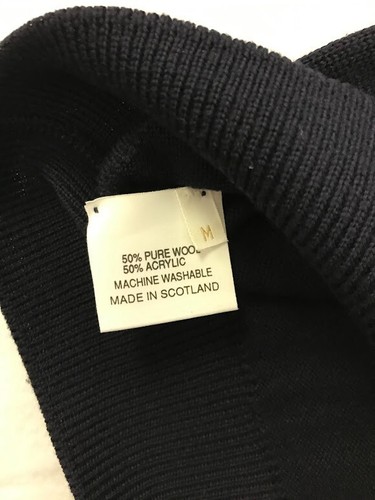 M
50% PURE WOOL
50% ACRYLIC
MACHINE WASHABLE
MADE IN SCOTLAND